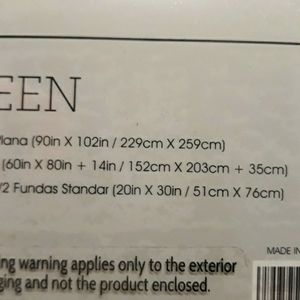 EEN
Plana (90in X 102in / 229cm X 259cm)
(60in X 80in + 14in / 152cm X 203cm + 35cm)
/2 Fundas Standar (20in X 30in / 51cm X 76cm)
MADE IN
ing warning applies only to the exterior
ging and not the product enclosed.